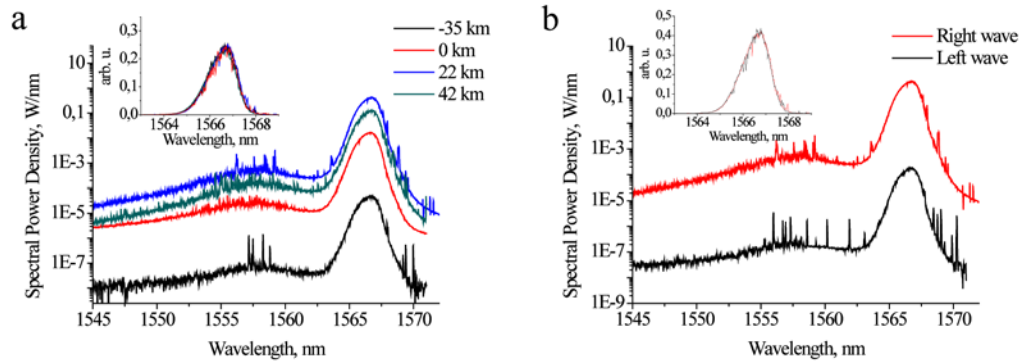 a
-35 km
0 km
22 km
42 km
0,3
0,2
0,1
0,0
arb. u.
1564 1566 1568
Wavelength, nm
10
0,1
1E-3
1E-5
1E-7
Spectral Power Density, W/nm
1545 1550 1555 1560 1565 1570
Wavelength, nm
b
Right wave
Left wave
0,5
0,4
0,3
0,2
0,1
0,0
arb. u.
1564 1566 1568
Wavelength, nm
10
0,1
1E-3
1E-5
1E-7
1E-9
Spectral Power Density, W/nm
1545 1550 1555 1560 1565 1570
Wavelength, nm